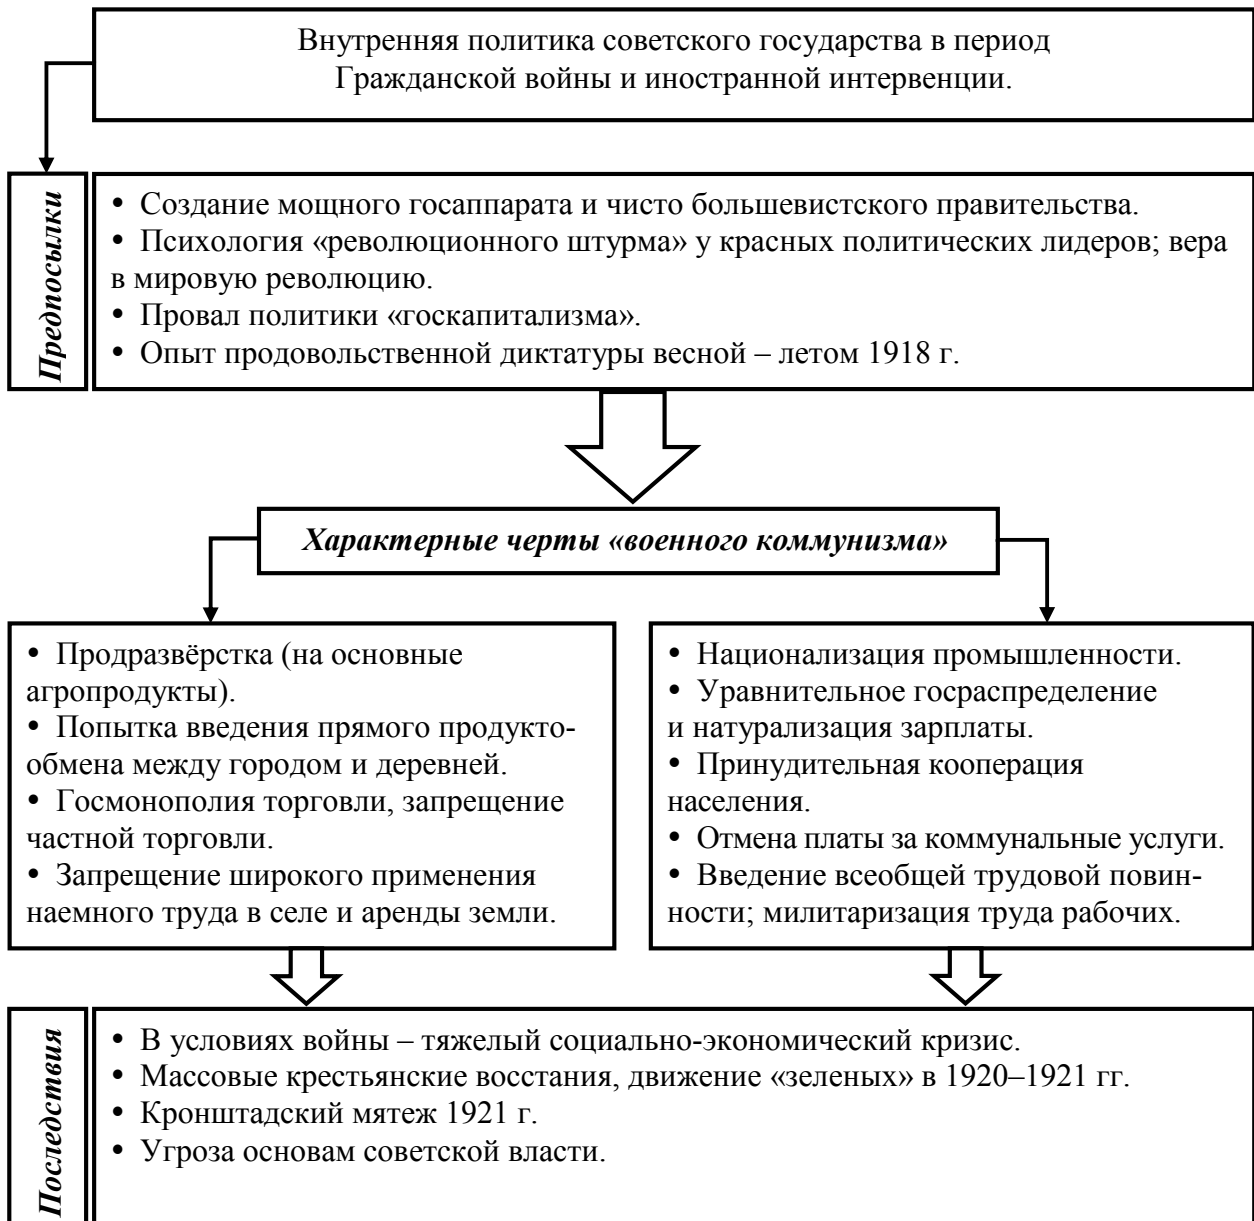 Внутренняя политика советского государства в период
Гражданской войны и иностранной интервенции.
Предпосылки
• Создание мощного госаппарата и чисто большевистского правительства.
• Психология «революционного штурма» у красных политических лидеров; вера
в мировую революцию.
• Провал политики «госкапитализма».
• Опыт продовольственной диктатуры весной – летом 1918 г.
Характерные черты «военного коммунизма»
• Продразвёрстка (на основные
агропродукты).
• Попытка введения прямого продукто-
обмена между городом и деревней.
• Госмонополия торговли, запрещение
частной торговли.
• Запрещение широкого применения
наемного труда в селе и аренды земли.
• Национализация промышленности.
• Уравнительное госраспределение
и натурализация зарплаты.
• Принудительная кооперация
населения.
• Отмена платы за коммунальные услуги.
• Введение всеобщей трудовой повин-
ности; милитаризация труда рабочих.
Последствия
• В условиях войны – тяжелый социально-экономический кризис.
• Массовые крестьянские восстания, движение «зеленых» в 1920–1921 гг.
• Кронштадский мятеж 1921 г.
• Угроза основам советской власти.